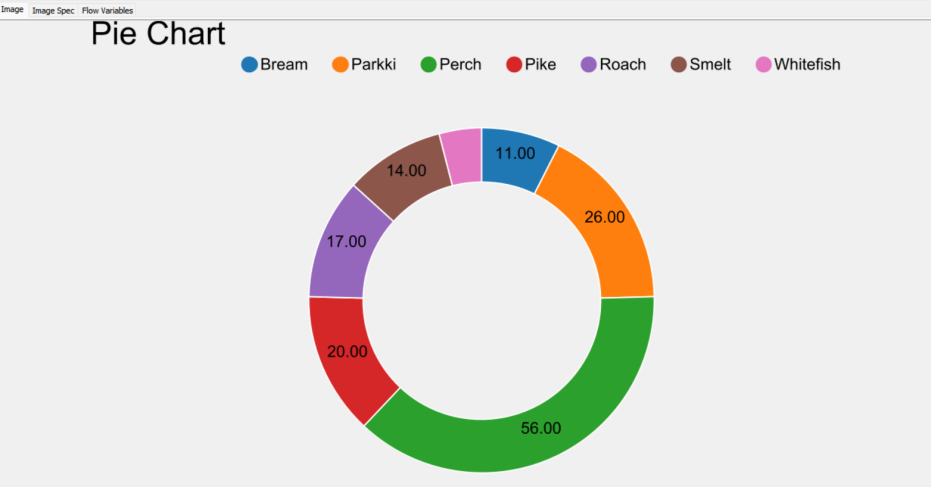 Image Image Spec Flow Variables
Pie Chart
Bream Parkki Perch Pike Roach Smelt Whitefish
11.00
14.00
26.00
17.00
20.00
56.00